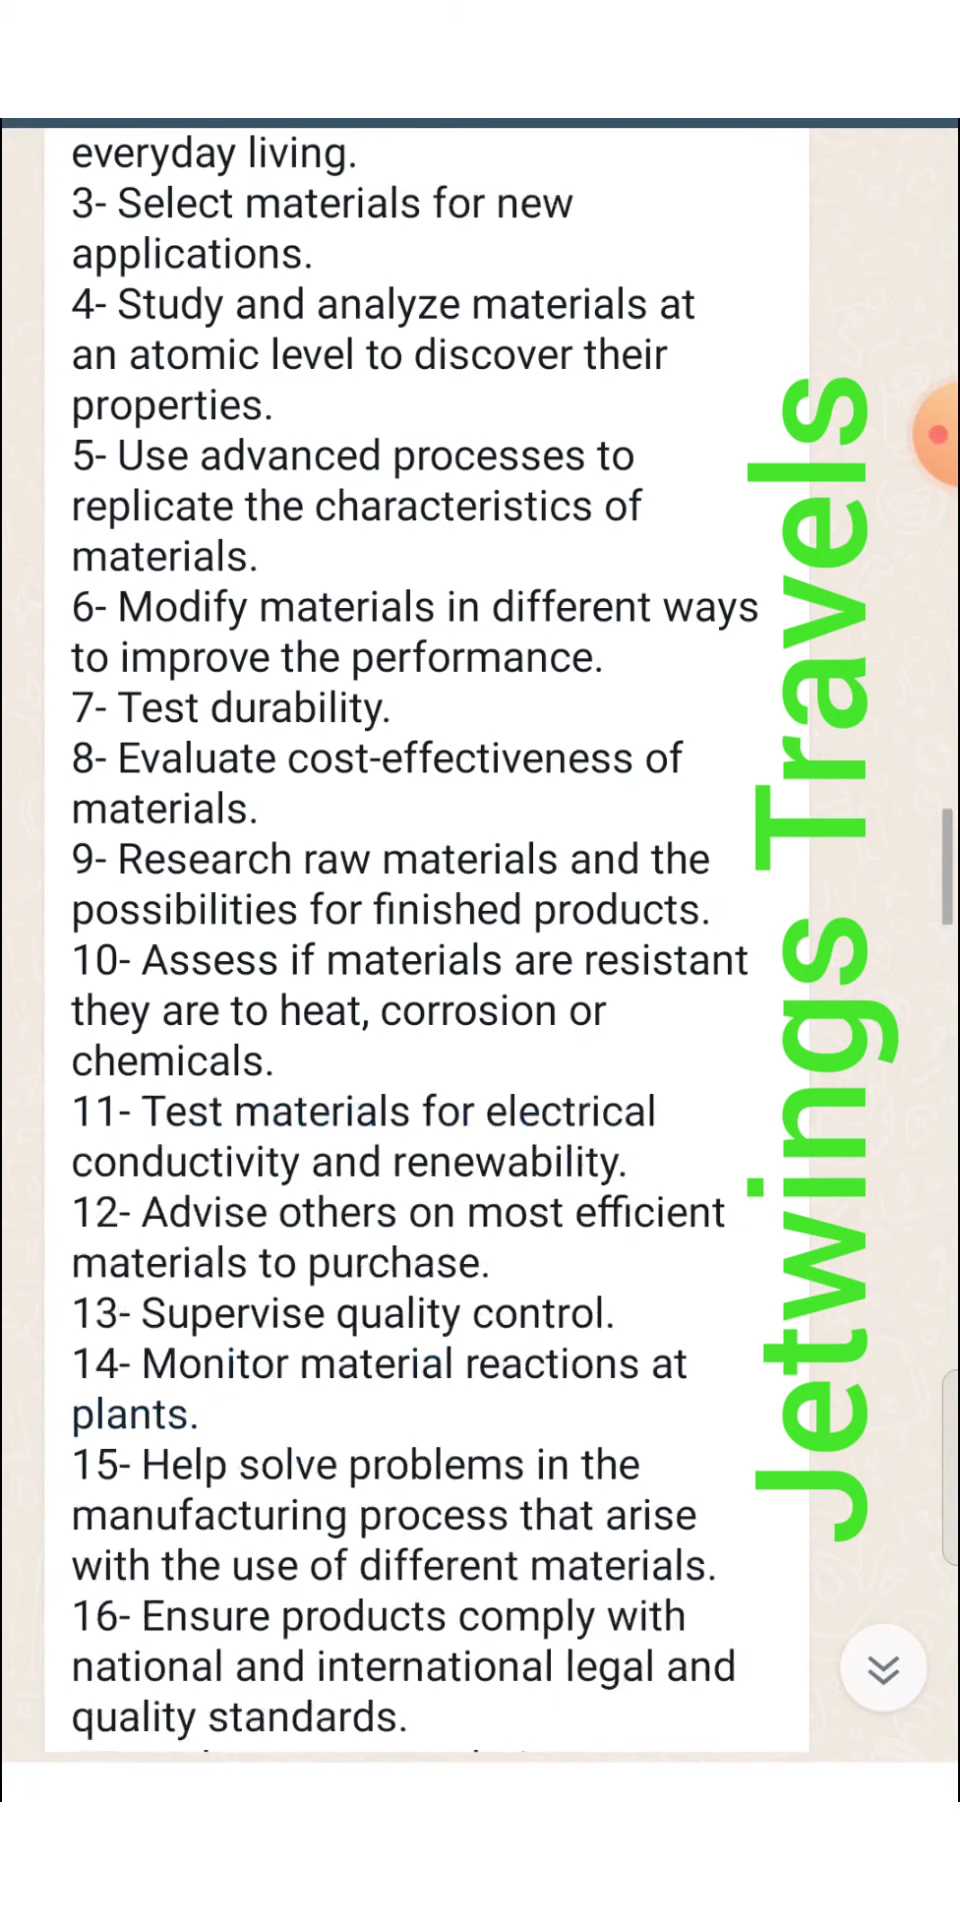 everyday living.
3- Select materials for new
applications.
4- Study and analyze materials at
an atomic level to discover their
properties.
5- Use advanced processes to
replicate the characteristics of
materials.
6- Modify materials in different ways
to improve the performance.
7- Test durability.
8- Evaluate cost-effectiveness of
materials.
9- Research raw materials and the
possibilities for finished products.
10- Assess if materials are resistant
they are to heat, corrosion or
chemicals.
11- Test materials for electrical
conductivity and renewability.
12- Advise others on most efficient
materials to purchase.
13- Supervise quality control.
14- Monitor material reactions at
plants.
15- Help solve problems in the
manufacturing process that arise
with the use of different materials.
16- Ensure products comply with
national and international legal and
quality standards.
Jetwings Travels